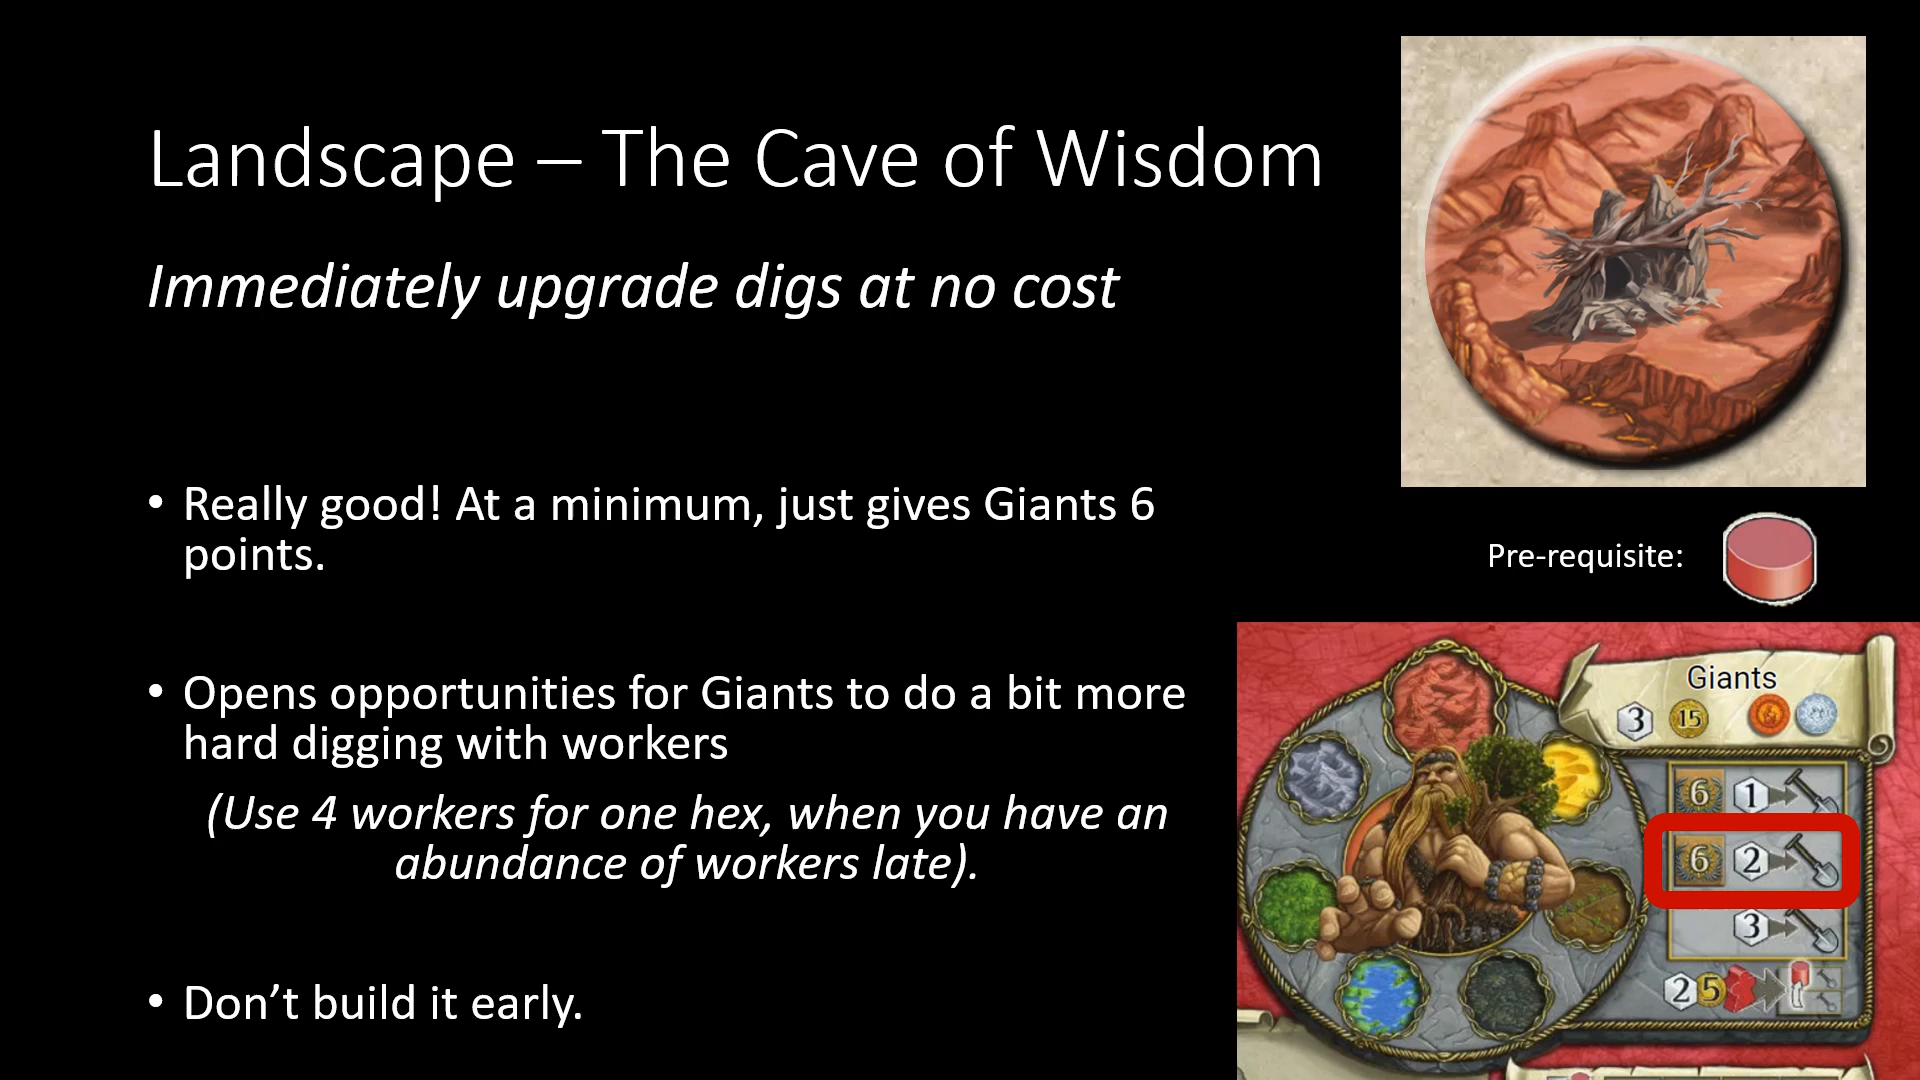 Landscape – The Cave of Wisdom
Immediately upgrade digs at no cost
• Really good! At a minimum, just gives Giants 6
points.
• Opens opportunities for Giants to do a bit more
hard digging with workers
(Use 4 workers for one hex, when you have an
abundance of workers late).
• Don’t build it early.
Pre-requisite:
Giants
3 15
6 1
6 2
3
2 5